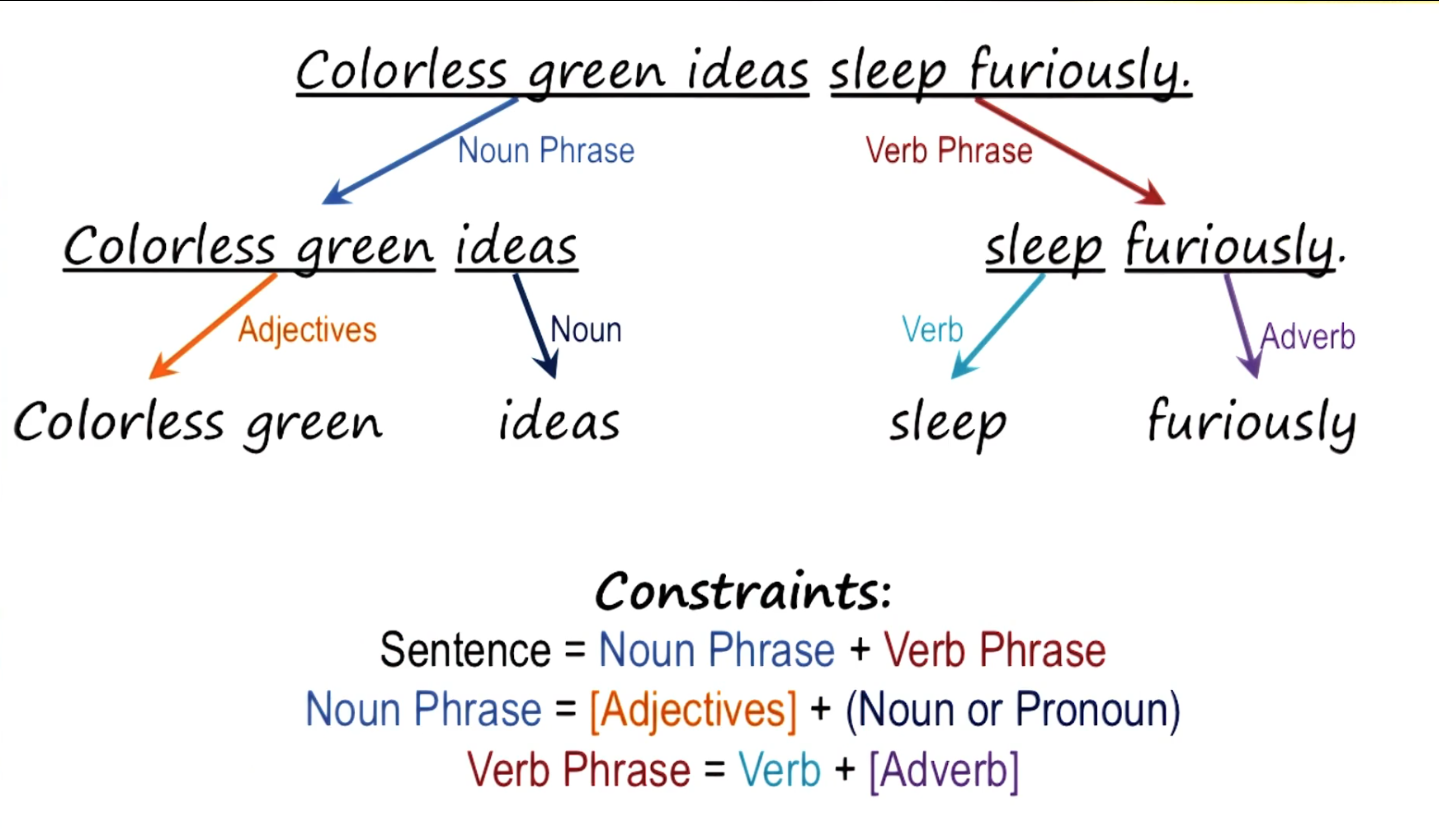 Colorless green ideas sleep furiously.
Noun Phrase Verb Phrase
Colorless green ideas sleep furiously.
Adjectives Noun Verb Adverb
Colorless green ideas sleep furiously
Constraints:
Sentence = Noun Phrase + Verb Phrase
Noun Phrase = [Adjectives] + (Noun or Pronoun)
Verb Phrase = Verb + [Adverb]